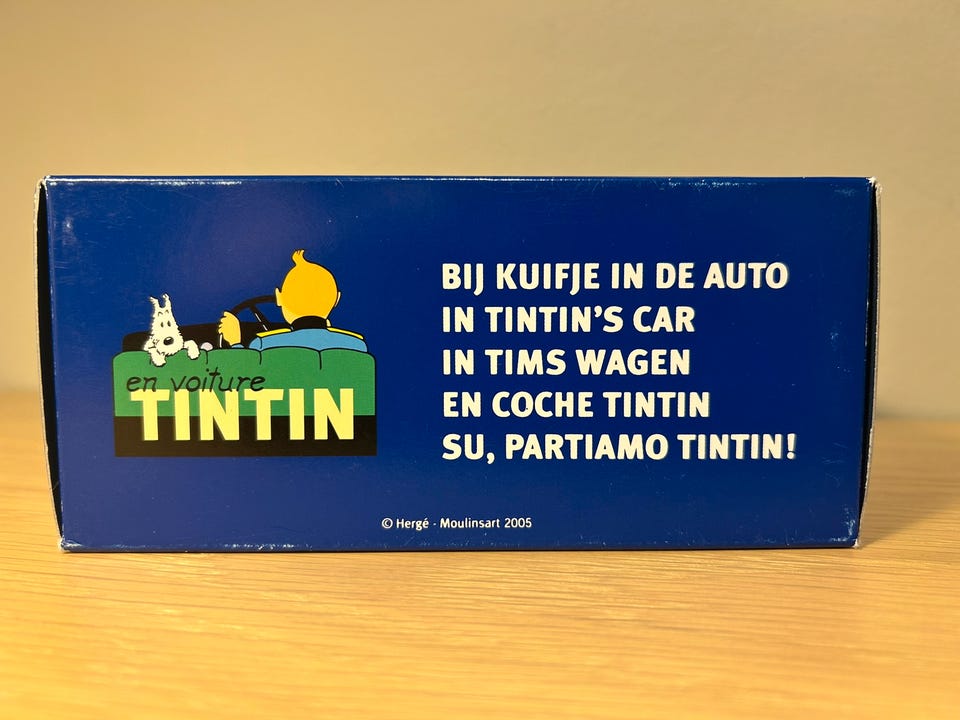 en voiture
TINTIN
BIJ KUIFJE IN DE AUTO
IN TINTIN'S CAR
IN TIMS WAGEN
EN COCHE TINTIN
SU, PARTIAMO TINTIN!
© Hergé - Moulinsart 2005